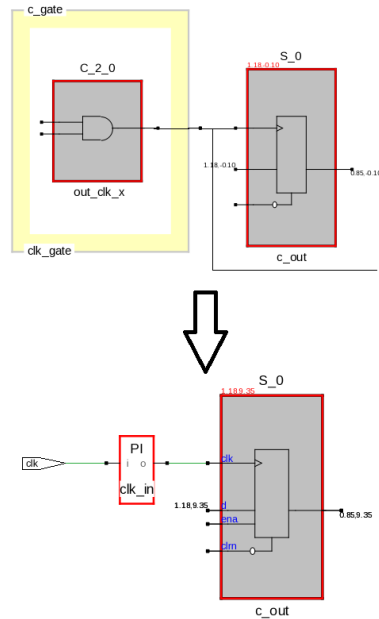 c_gate
C_2_0
S_0
1.18,-0.10
1.18,-0.10
0.85,-0.10
out_clk_x
clk_gate
c_out
S_0
1.18,9.35
PI
clk
clk
i o
clk_in
1.18,9.35
d
0.85,9.35
ena
clrn
c_out